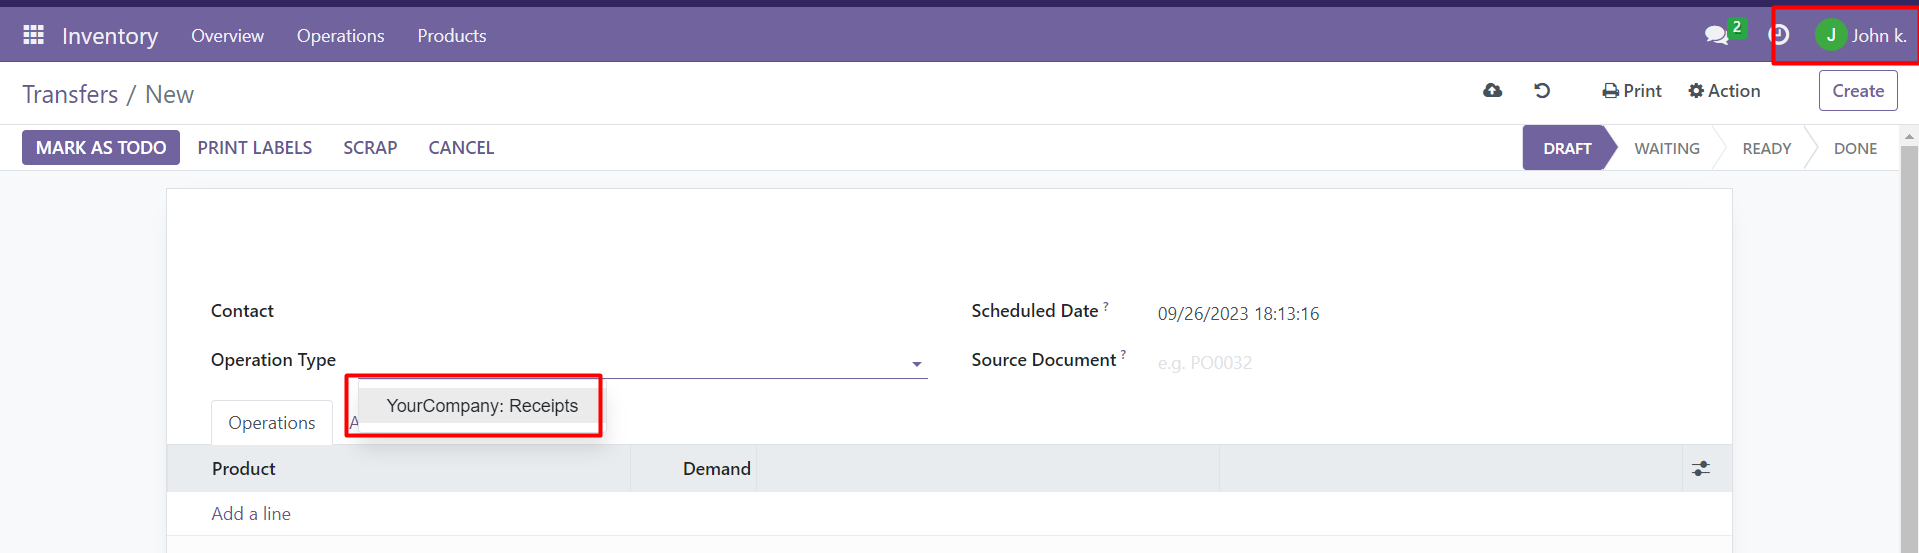 Inventory Overview Operations Products 2 J John k.
Transfers / New Print Action Create
MARK AS TODO PRINT LABELS SCRAP CANCEL DRAFT WAITING READY DONE
Contact Scheduled Date ? 09/26/2023 18:13:16
Operation Type Source Document ? e.g. PO0032
YourCompany: Receipts
Operations A
Product Demand
Add a line